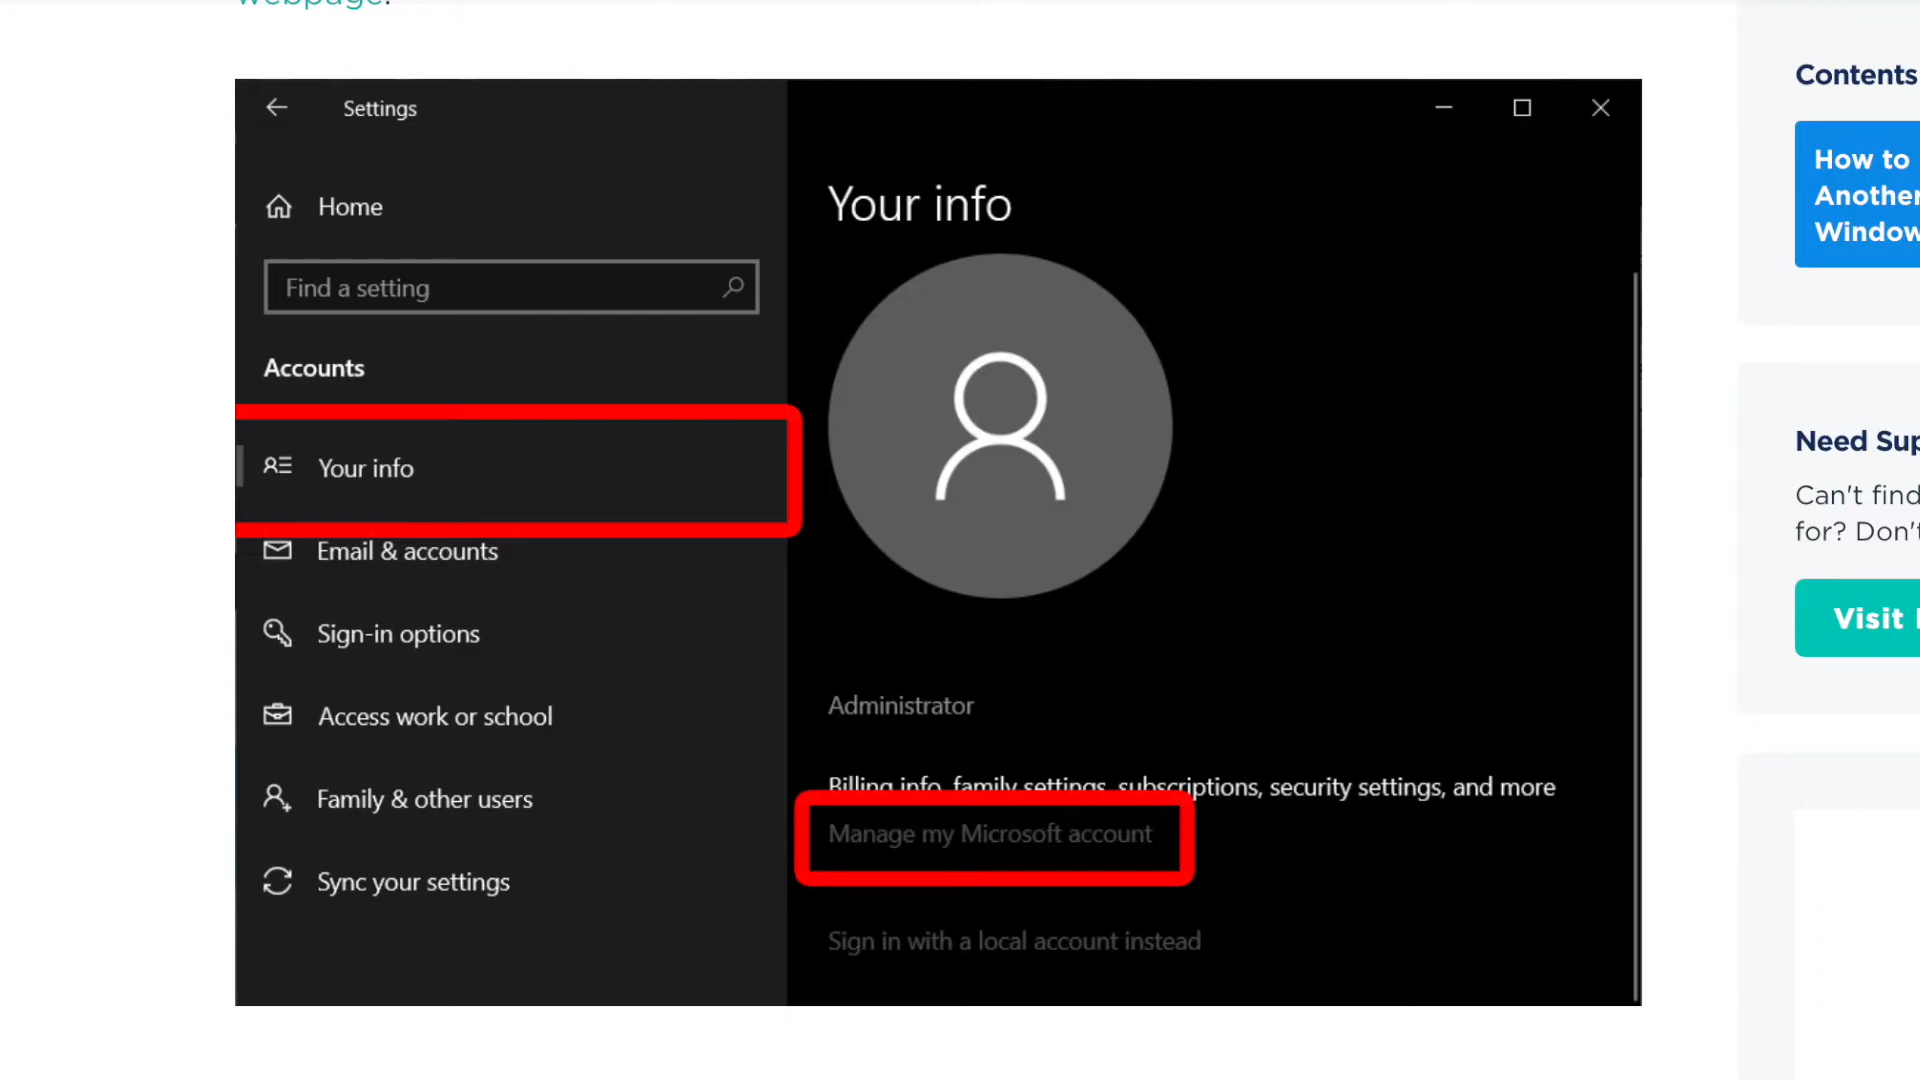 webpage.
Settings
Home
Find a setting
Accounts
Your info
Email & accounts
Sign-in options
Access work or school
Family & other users
Sync your settings
Your info
Administrator
Billing info, family settings, subscriptions, security settings, and more
Manage my Microsoft account
Sign in with a local account instead
Contents
How to
Another
Window
Need Sup
Can't find
for? Don't
Visit